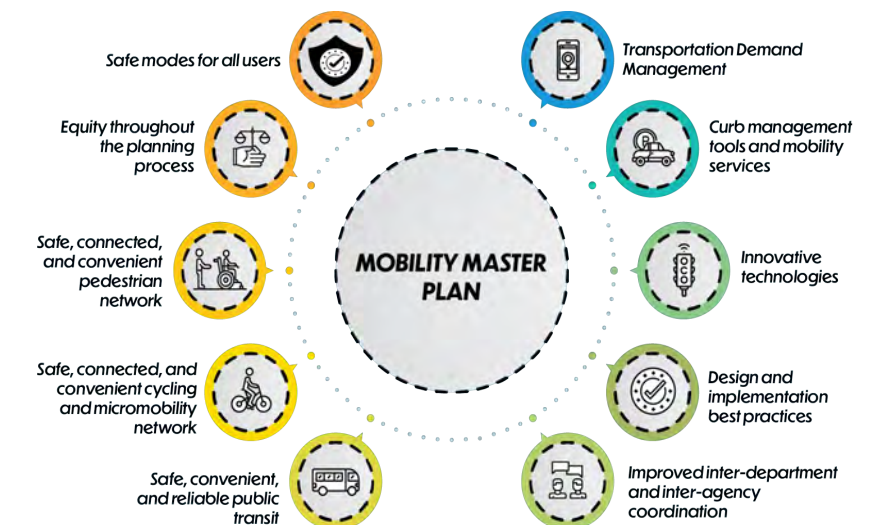 Safe modes for all users
Equity throughout
the planning
process
Safe, connected,
and convenient
pedestrian
network
Safe, connected, and
convenient cycling
and micromobility
network
Safe, convenient,
and reliable public
transit
MOBILITY MASTER
PLAN
Transportation Demand
Management
Curb management
tools and mobility
services
Innovative
technologies
Design and
implementation
best practices
Improved inter-department
and inter-agency
coordination